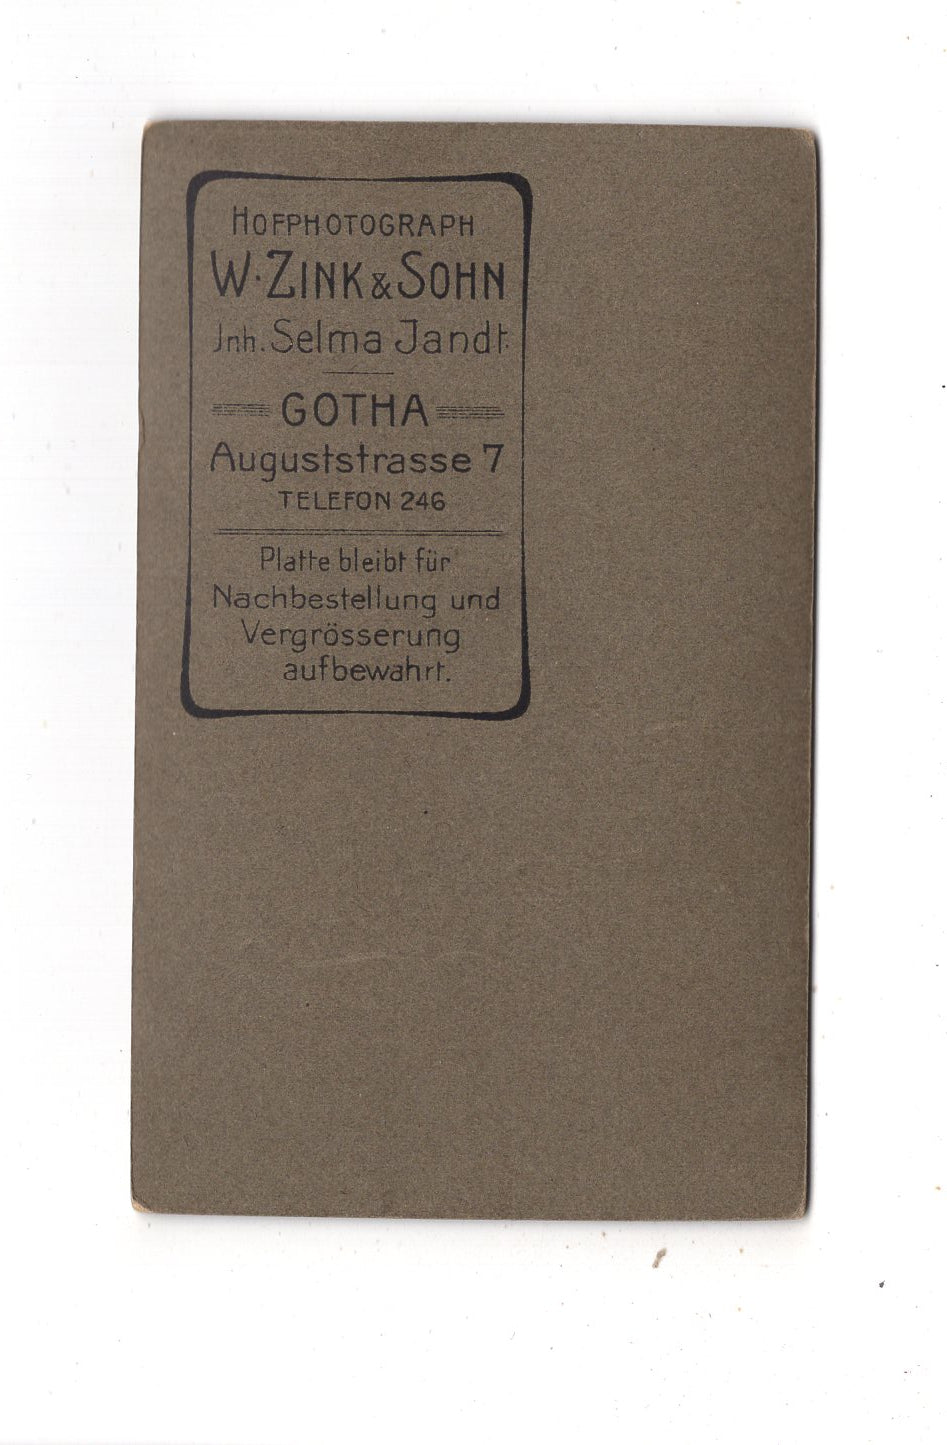 HOFPHOTOGRAPH
W. ZINK & SOHN
Jnh. Selma Jandt
GOTHA
Auguststrasse 7
TELEFON 246
Platte bleibt für
Nachbestellung und
Vergrösserung
aufbewahrt.